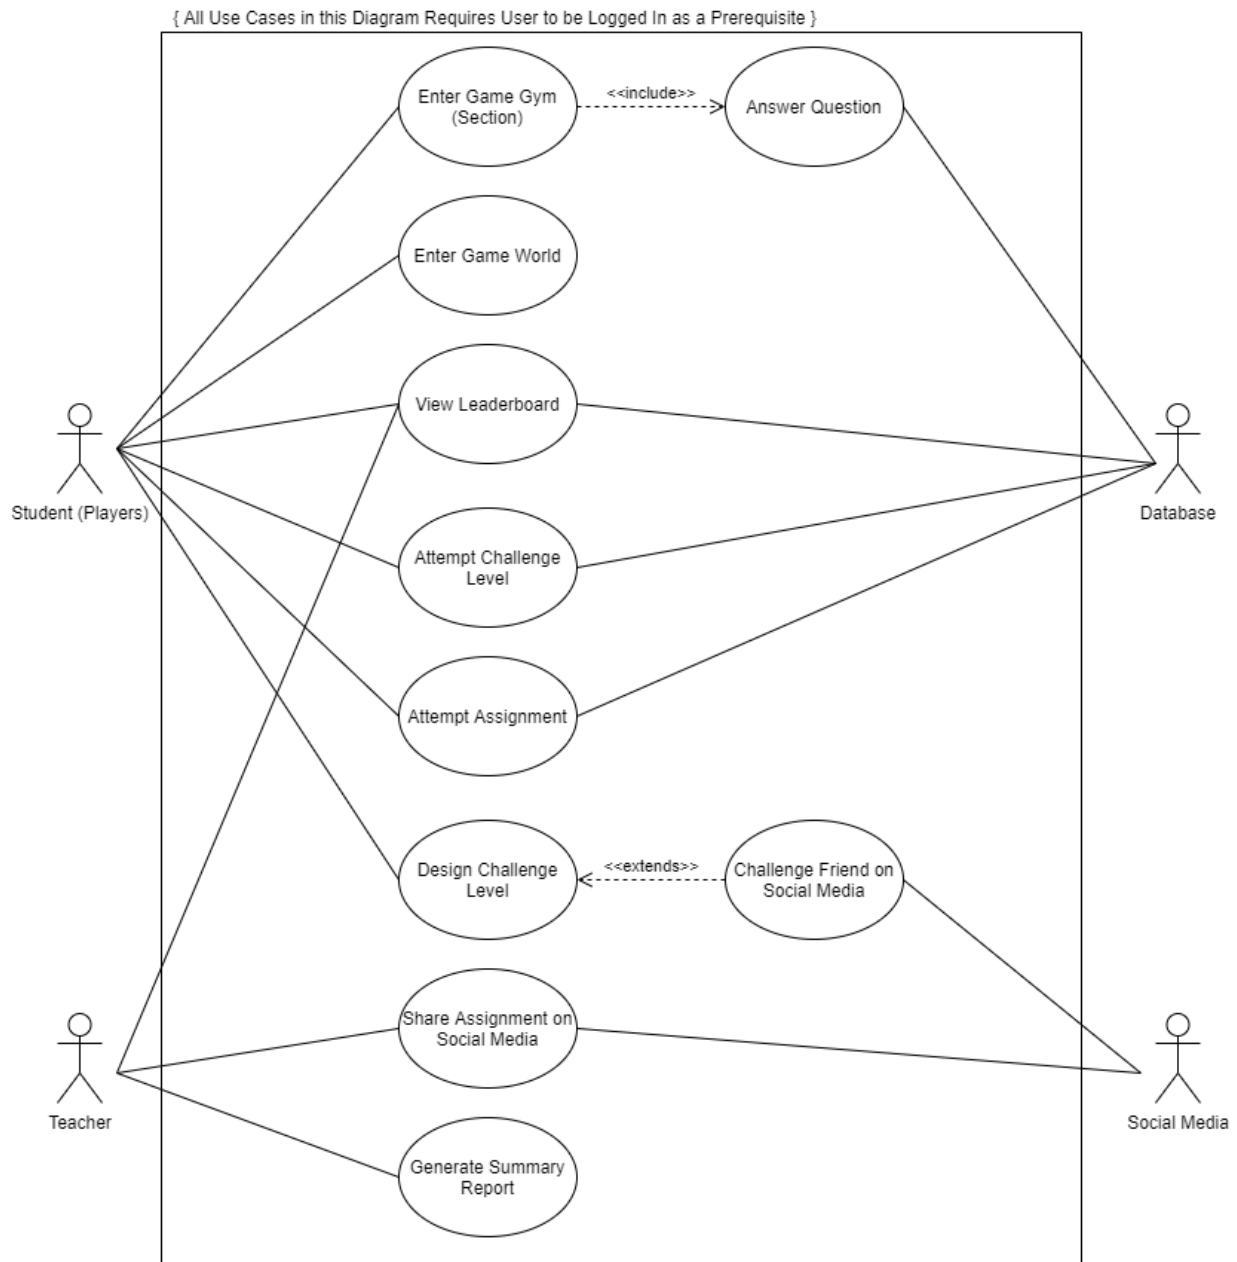 { All Use Cases in this Diagram Requires User to be Logged In as a Prerequisite }
Enter Game Gym
(Section)
<<include>>
Answer Question
Enter Game World
View Leaderboard
Student (Players)
Database
Attempt Challenge
Level
Attempt Assignment
Design Challenge
Level
<<extends>>
Challenge Friend on
Social Media
Share Assignment on
Social Media
Teacher
Social Media
Generate Summary
Report